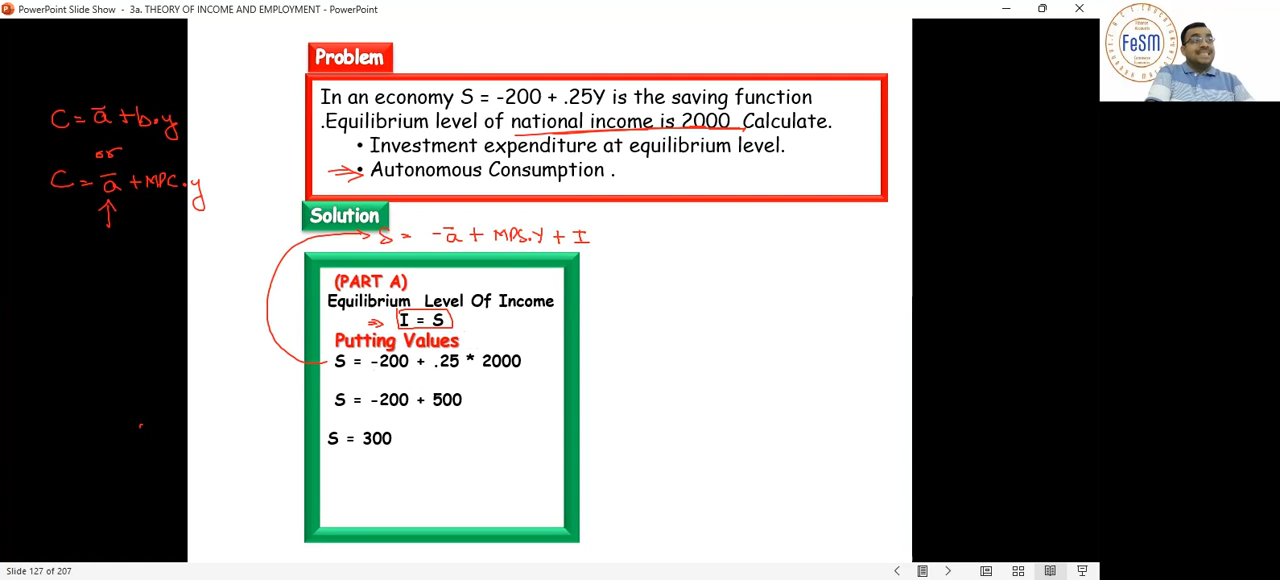 PowerPoint Slide Show - 3a. THEORY OF INCOME AND EMPLOYMENT - PowerPoint
FeSM
Problem
In an economy S = -200 + .25Y is the saving function
.Equilibrium level of national income is 2000 Calculate.
• Investment expenditure at equilibrium level.
• Autonomous Consumption .
C = a̅ + b.y
or
C = a̅ + MPC.y
Solution
S = -a̅ + MPS.Y + I
(PART A)
Equilibrium Level Of Income
I = S
Putting Values
S = -200 + .25 * 2000
S = -200 + 500
S = 300
Slide 127 of 207